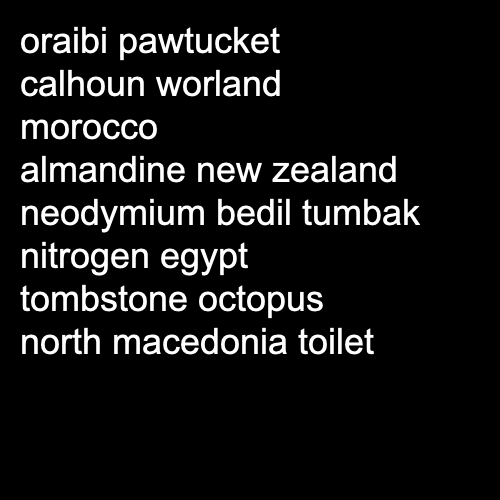 oraibi pawtucket
calhoun worland
morocco
almandine new zealand
neodymium bedil tumbak
nitrogen egypt
tombstone octopus
north macedonia toilet